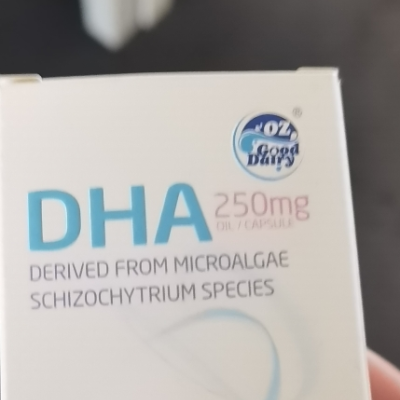 OZ
Good
Dairy
®
DHA 250mg
OIL / CAPSULE
DERIVED FROM MICROALGAE
SCHIZOCHYTRIUM SPECIES